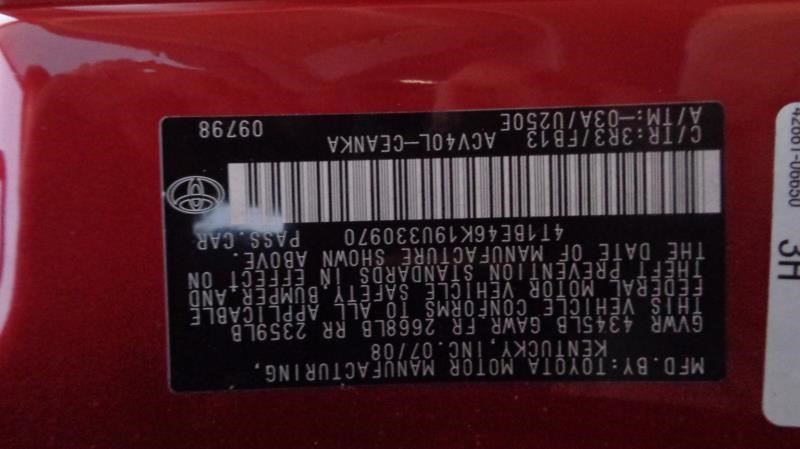 MFD. BY: TOYOTA MOTOR MANUFACTURING,
KENTUCKY, INC. 07/08
GVWR 4345LB GAWR FR 2668LB RR 2359LB
THIS VEHICLE CONFORMS TO ALL APPLICABLE
FEDERAL MOTOR VEHICLE SAFETY, BUMPER AND
THEFT PREVENTION STANDARDS IN EFFECT ON
THE DATE OF MANUFACTURE SHOWN ABOVE.
4T1BE46K19U330970 PASS. CAR
C/TR: 3R3/FB13 ACV40L-CEANKA
A/TM: -03A/U250E 09798
42661-06650
3H